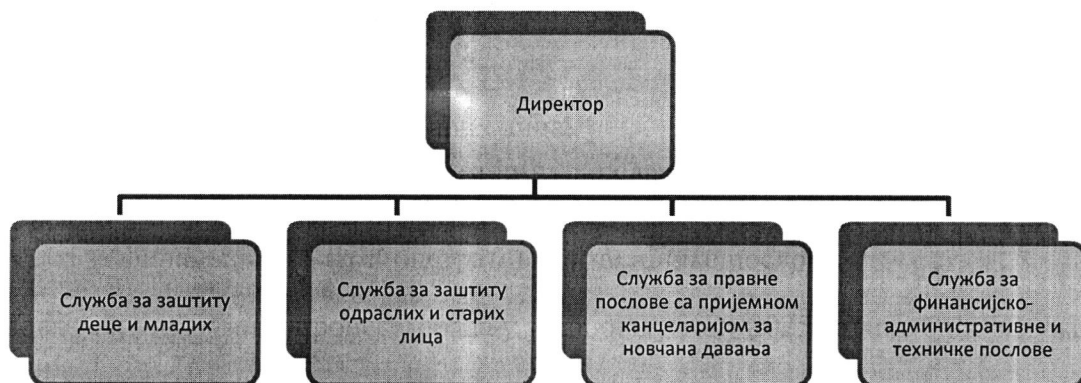 Директор
Служба за заштиту
деце и младих
Служба за заштиту
одраслих и старих
лица
Служба за правне
послове са пријемном
канцеларијом за
новчана давања
Служба за
финансијско-
административне и
техничке послове